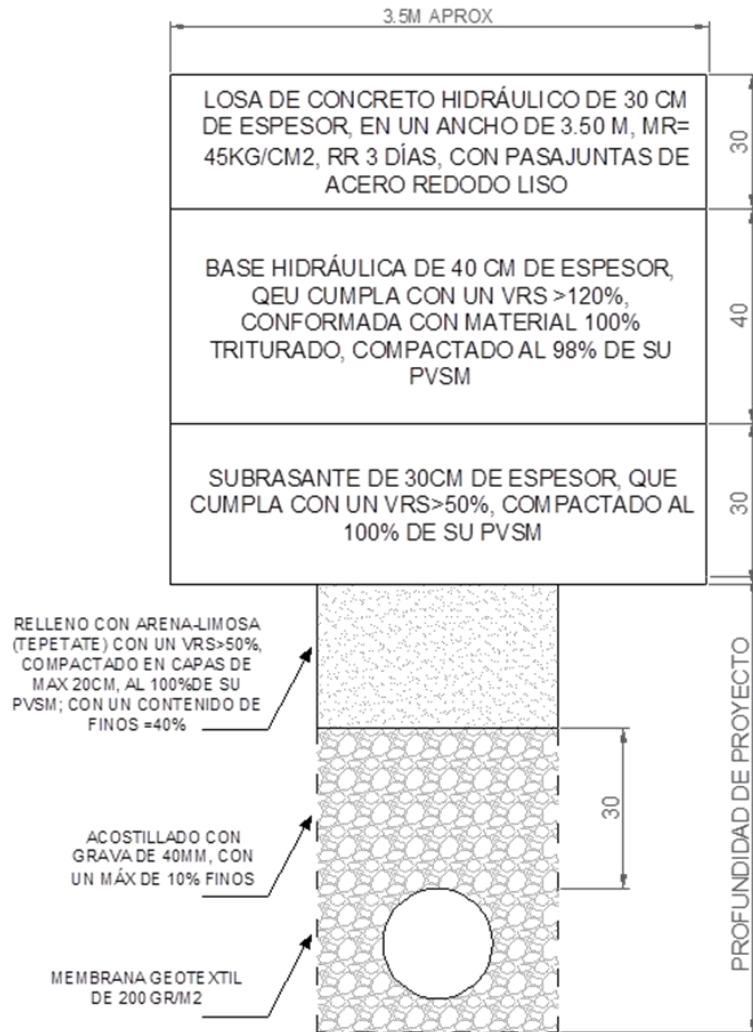 3.5M APROX
LOSA DE CONCRETO HIDRÁULICO DE 30 CM
DE ESPESOR, EN UN ANCHO DE 3.50 M, MR=
45KG/CM2, RR 3 DÍAS, CON PASAJUNTAS DE
ACERO REDODO LISO
30
BASE HIDRÁULICA DE 40 CM DE ESPESOR,
QEU CUMPLA CON UN VRS >120%,
CONFORMADA CON MATERIAL 100%
TRITURADO, COMPACTADO AL 98% DE SU
PVSM
40
SUBRASANTE DE 30CM DE ESPESOR, QUE
CUMPLA CON UN VRS>50%, COMPACTADO AL
100% DE SU PVSM
30
RELLENO CON ARENA-LIMOSA
(TEPETATE) CON UN VRS>50%,
COMPACTADO EN CAPAS DE
MAX 20CM, AL 100%DE SU
PVSM; CON UN CONTENIDO DE
FINOS =40%
30
ACOSTILLADO CON
GRAVA DE 40MM, CON
UN MÁX DE 10% FINOS
MEMBRANA GEOTEXTIL
DE 200 GR/M2
PROFUNDIDAD DE PROYECTO